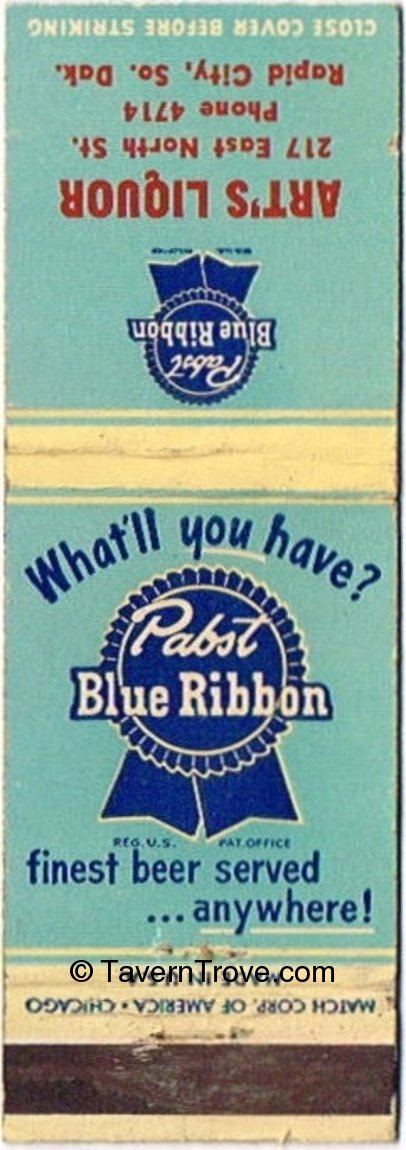 CLOSE COVER BEFORE STRIKING
Rapid City, So. Dak.
Phone 4714
217 East North St.
ART'S LIQUOR
Pabst
Blue Ribbon
What'll you have?
Pabst
Blue Ribbon
REG. U.S. PAT. OFFICE
finest beer served
... anywhere!
© TavernTrove.com
MADE IN U.S.A.
MATCH CORP. OF AMERICA • CHICAGO